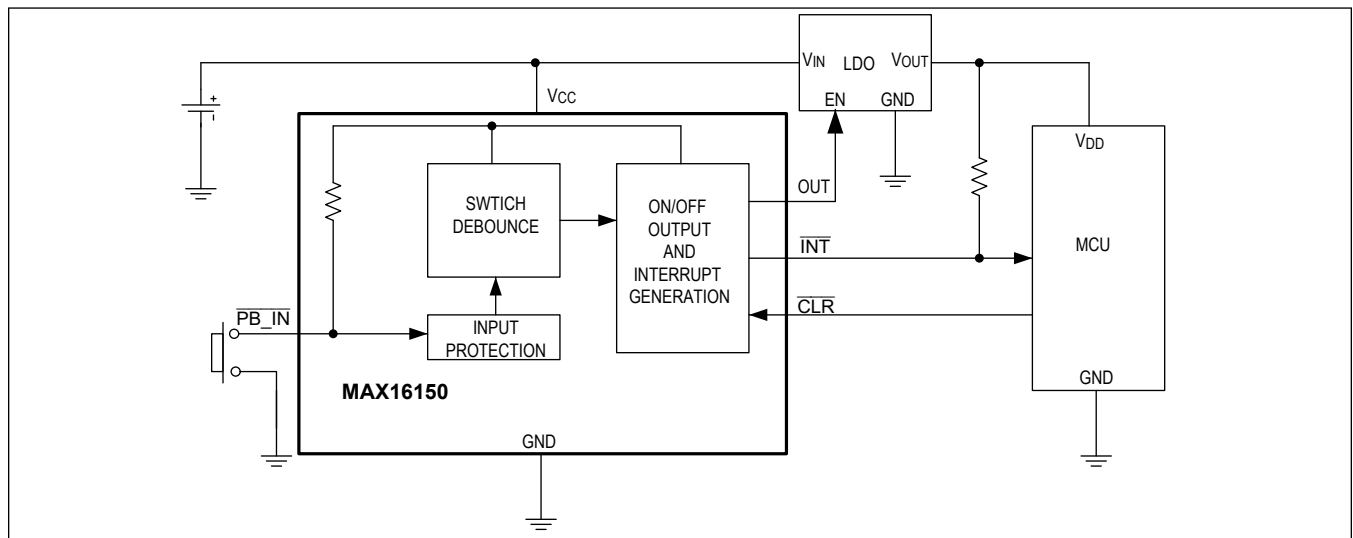 VIN LDO VOUT
EN GND
VCC
VDD
SWTICH
DEBOUNCE
ON/OFF
OUTPUT
AND
INTERRUPT
GENERATION
OUT
INT
CLR
MCU
PB_IN
INPUT
PROTECTION
MAX16150
GND
GND
+
-